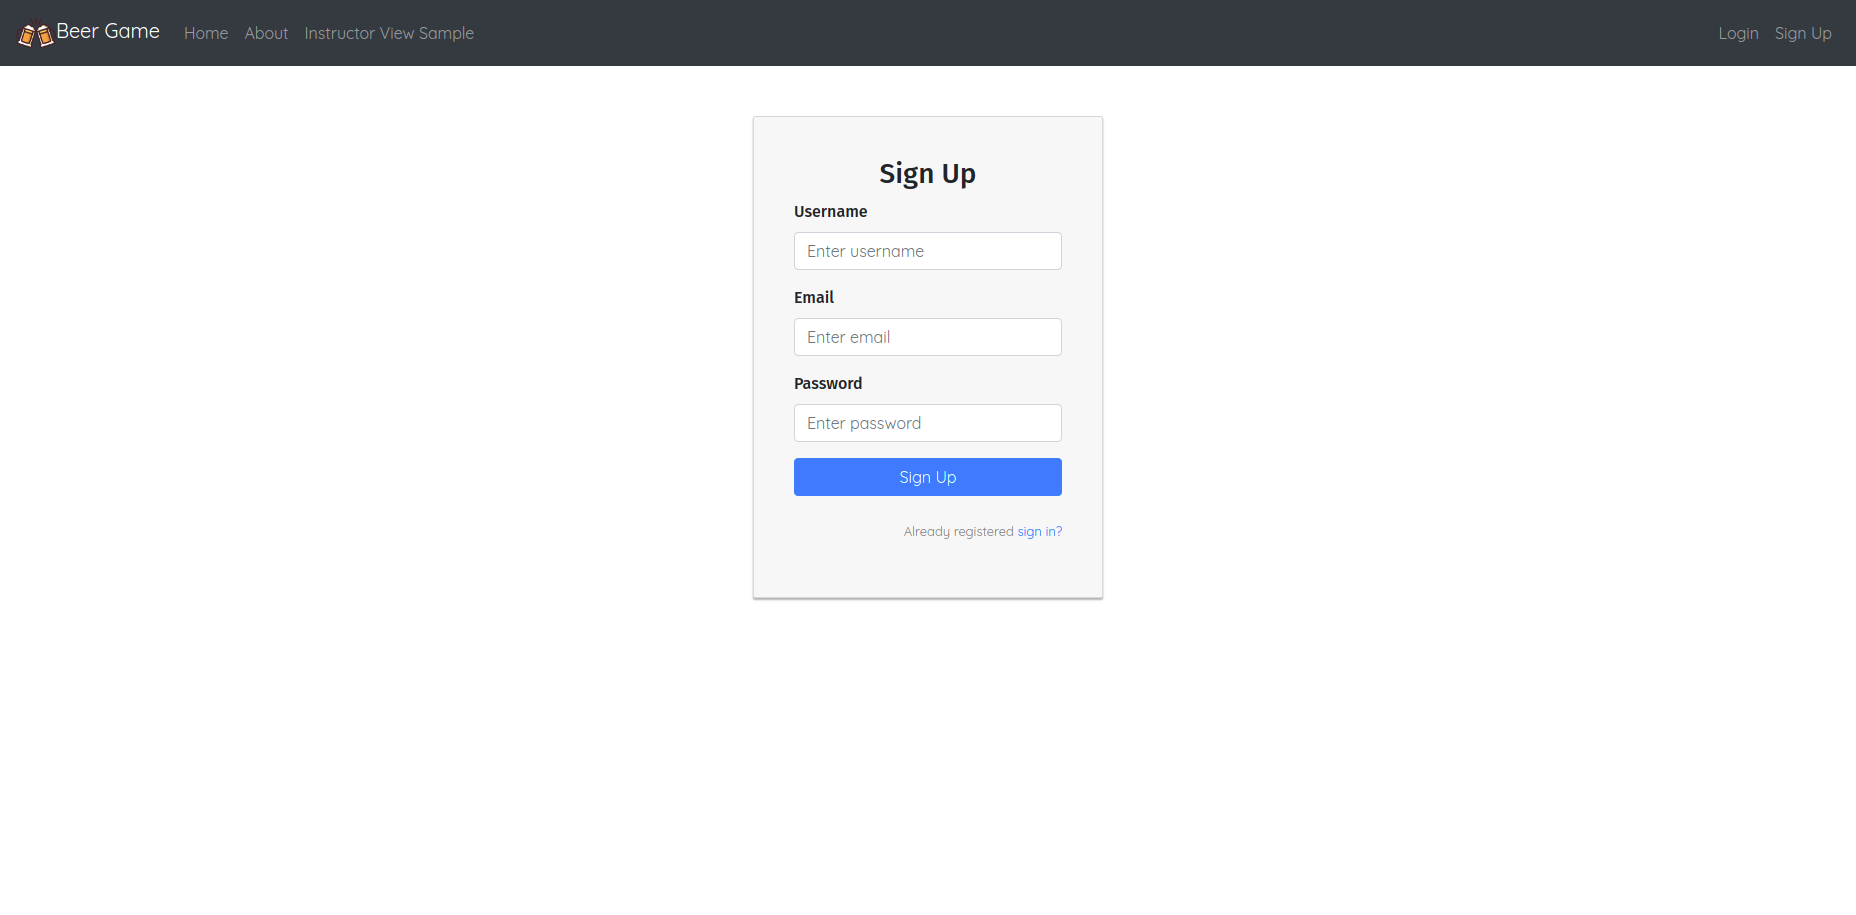 Beer Game Home About Instructor View Sample Login Sign Up
Sign Up
Username
Enter username
Email
Enter email
Password
Enter password
Sign Up
Already registered sign in?